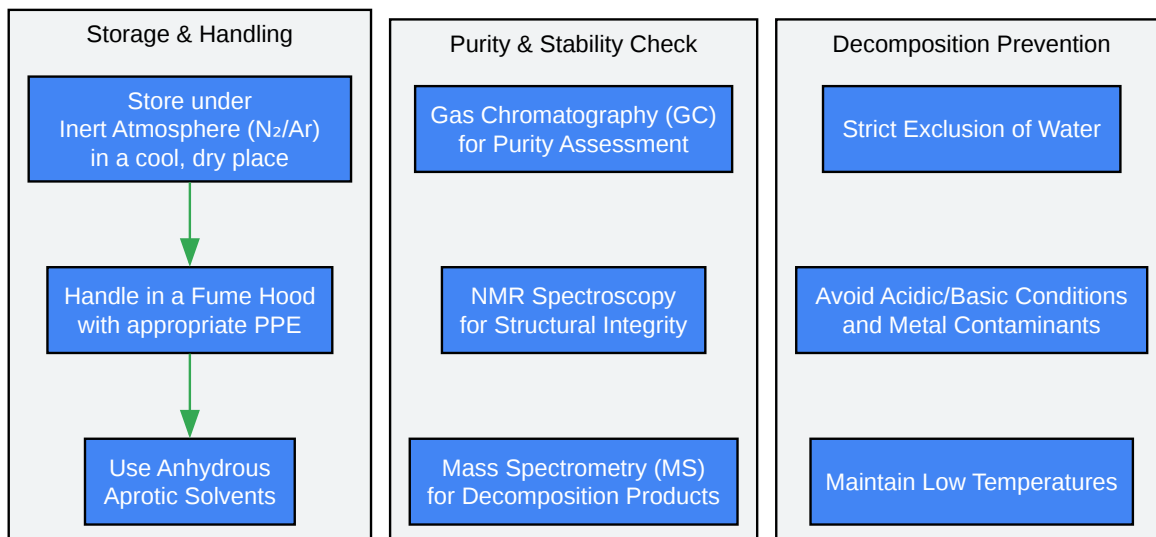 Storage & Handling
Store under
Inert Atmosphere (N₂/Ar)
in a cool, dry place
Handle in a Fume Hood
with appropriate PPE
Use Anhydrous
Aprotic Solvents
Purity & Stability Check
Gas Chromatography (GC)
for Purity Assessment
NMR Spectroscopy
for Structural Integrity
Mass Spectrometry (MS)
for Decomposition Products
Decomposition Prevention
Strict Exclusion of Water
Avoid Acidic/Basic Conditions
and Metal Contaminants
Maintain Low Temperatures